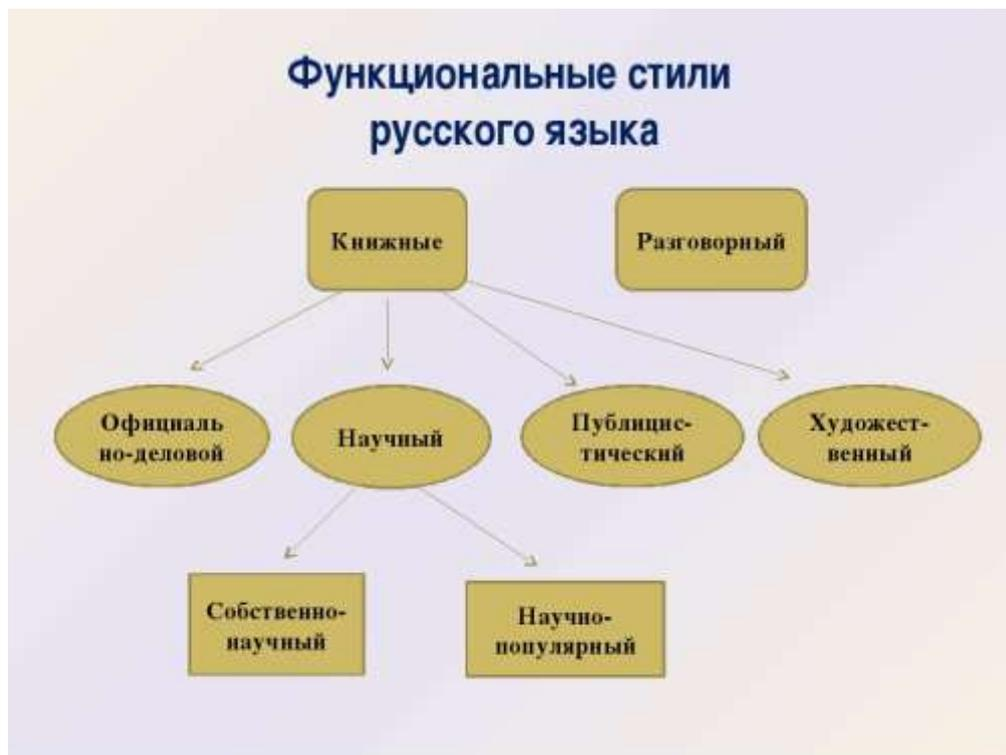 Функциональные стили
русского языка
Книжные
Разговорный
Официаль
но-деловой
Научный
Публицис-
тический
Художест-
венный
Собственно-
научный
Научно-
популярный